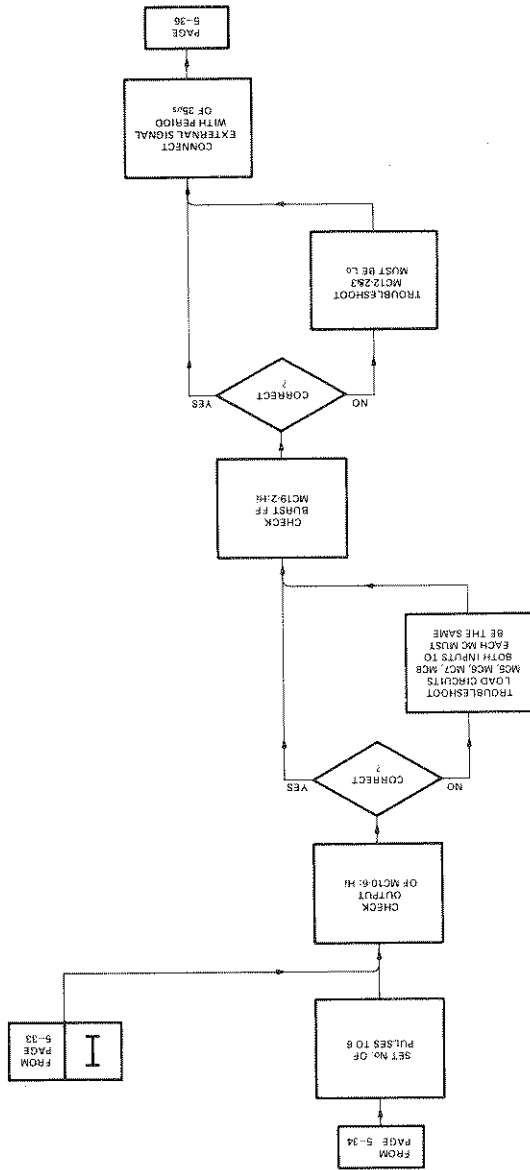 FROM
PAGE 5-34
SET No. OF
PULSES TO 6
I
FROM
PAGE
5-33
CHECK
OUTPUT
OF MC10-6: Hi
CORRECT
?
NO
YES
TROUBLESHOOT
LOAD CIRCUITS
MC5, MC6, MC7, MC8
BOTH INPUTS TO
EACH MC MUST
BE THE SAME
CHECK
BURST FF
MC19-2: Hi
CORRECT
?
NO
YES
TROUBLESHOOT
MC12-2&3
MUST BE Lo
CONNECT
EXTERNAL SIGNAL
WITH PERIOD
OF 35µs
PAGE
5-36